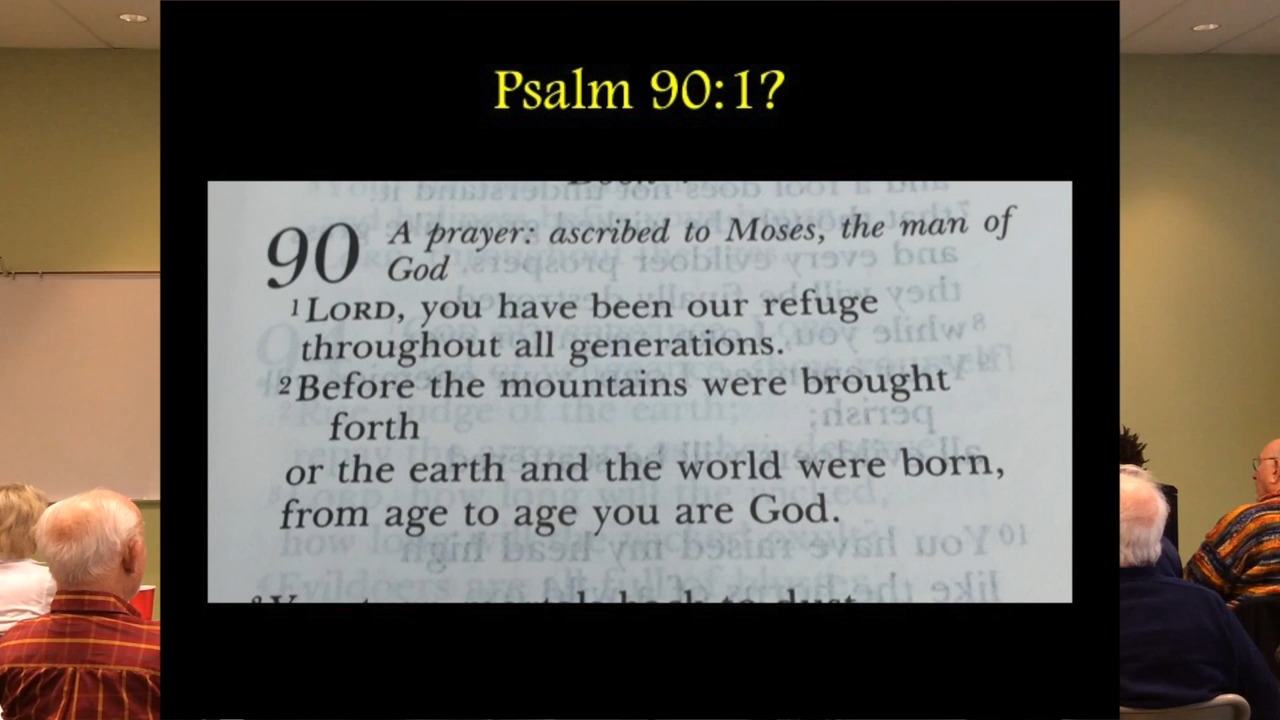 Psalm 90:1?
90 A prayer: ascribed to Moses, the man of
God
1 LORD, you have been our refuge
throughout all generations.
2 Before the mountains were brought
forth
or the earth and the world were born,
from age to age you are God.